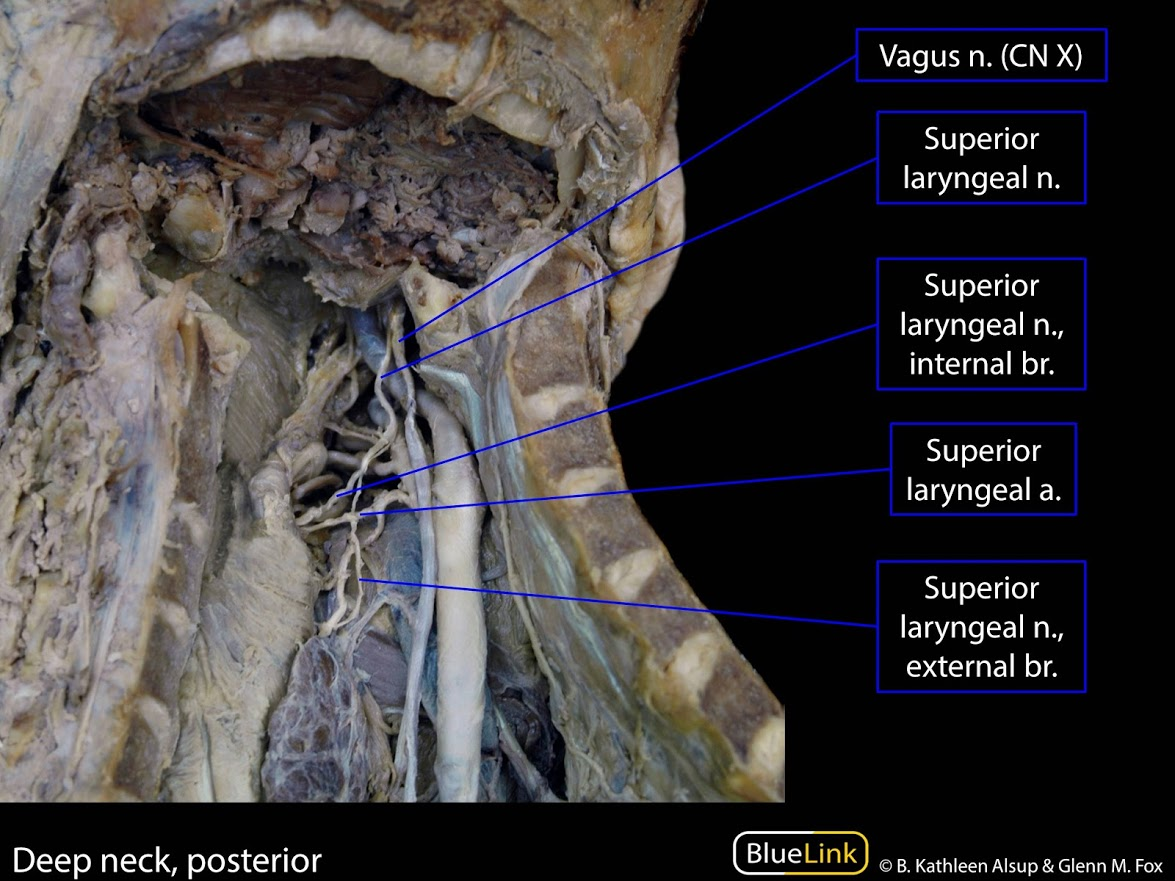 Vagus n. (CN X)
Superior
laryngeal n.
Superior
laryngeal n.,
internal br.
Superior
laryngeal a.
Superior
laryngeal n.,
external br.
Deep neck, posterior
BlueLink
© B. Kathleen Alsup & Glenn M. Fox